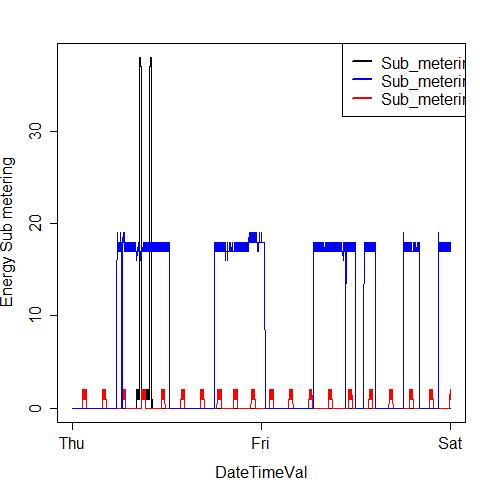 Sub_meterin
Sub_meterin
Sub_meterin
Energy Sub metering
30
20
10
0
Thu Fri Sat
DateTimeVal